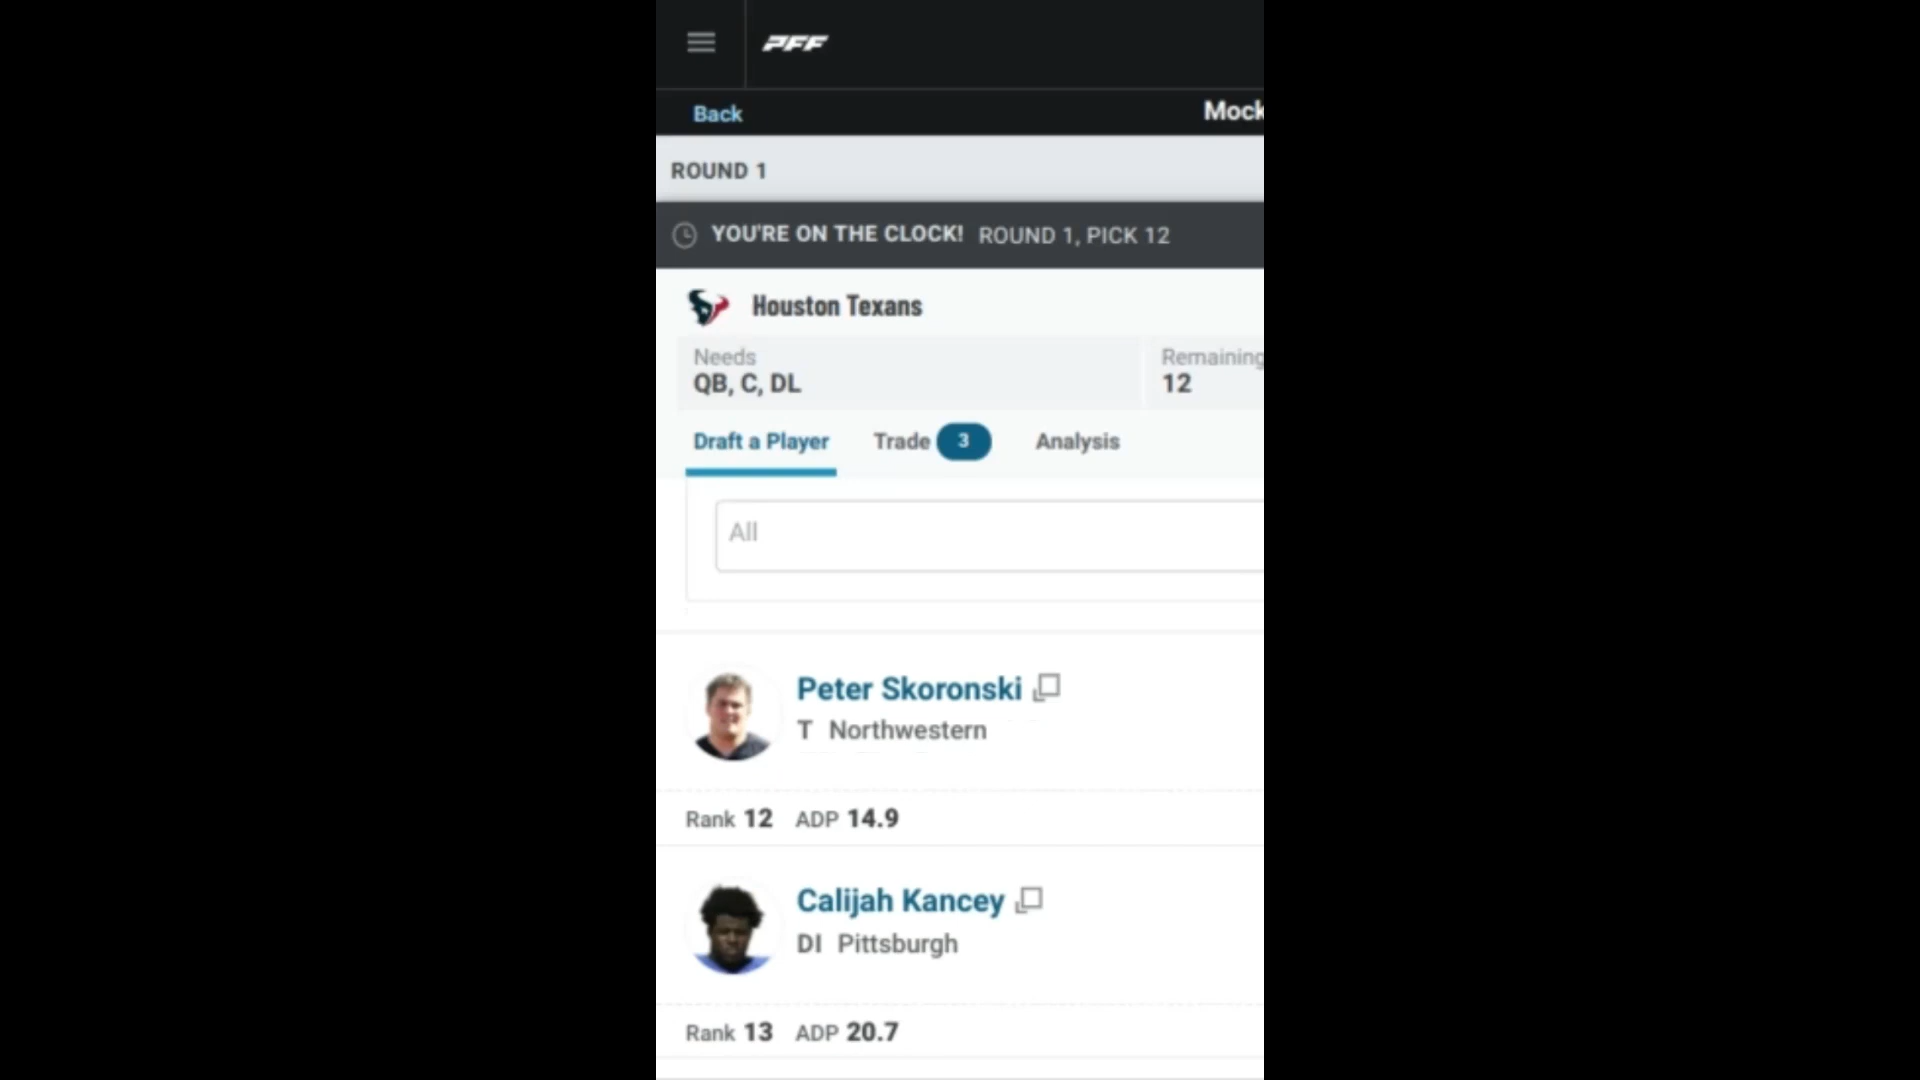 PFF
Back
Mock
ROUND 1
YOU'RE ON THE CLOCK! ROUND 1, PICK 12
Houston Texans
Needs
Remaining
QB, C, DL
12
Draft a Player
Trade 3
Analysis
All
Peter Skoronski
T Northwestern
Rank 12 ADP 14.9
Calijah Kancey
DI Pittsburgh
Rank 13 ADP 20.7